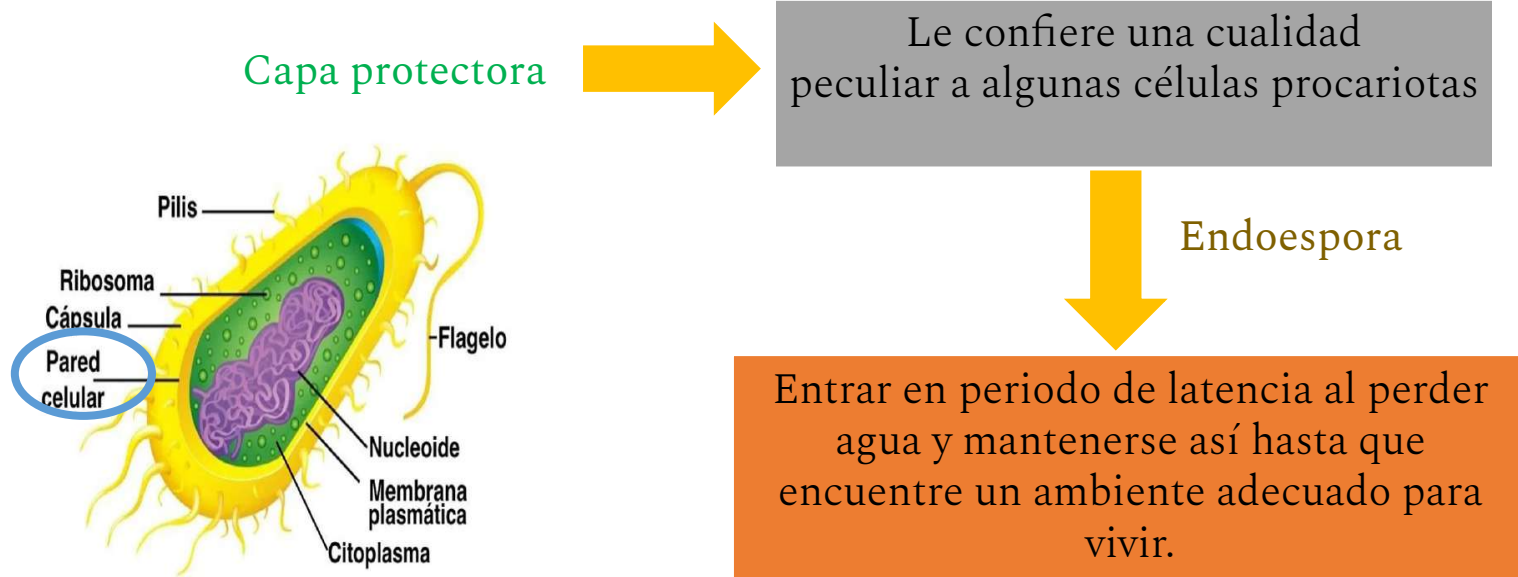 Capa protectora
Le confiere una cualidad
peculiar a algunas células procariotas
Endoespora
Entrar en periodo de latencia al perder
agua y mantenerse así hasta que
encuentre un ambiente adecuado para
vivir.
Pilis
Ribosoma
Cápsula
Pared
celular
Flagelo
Nucleoide
Membrana
plasmática
Citoplasma